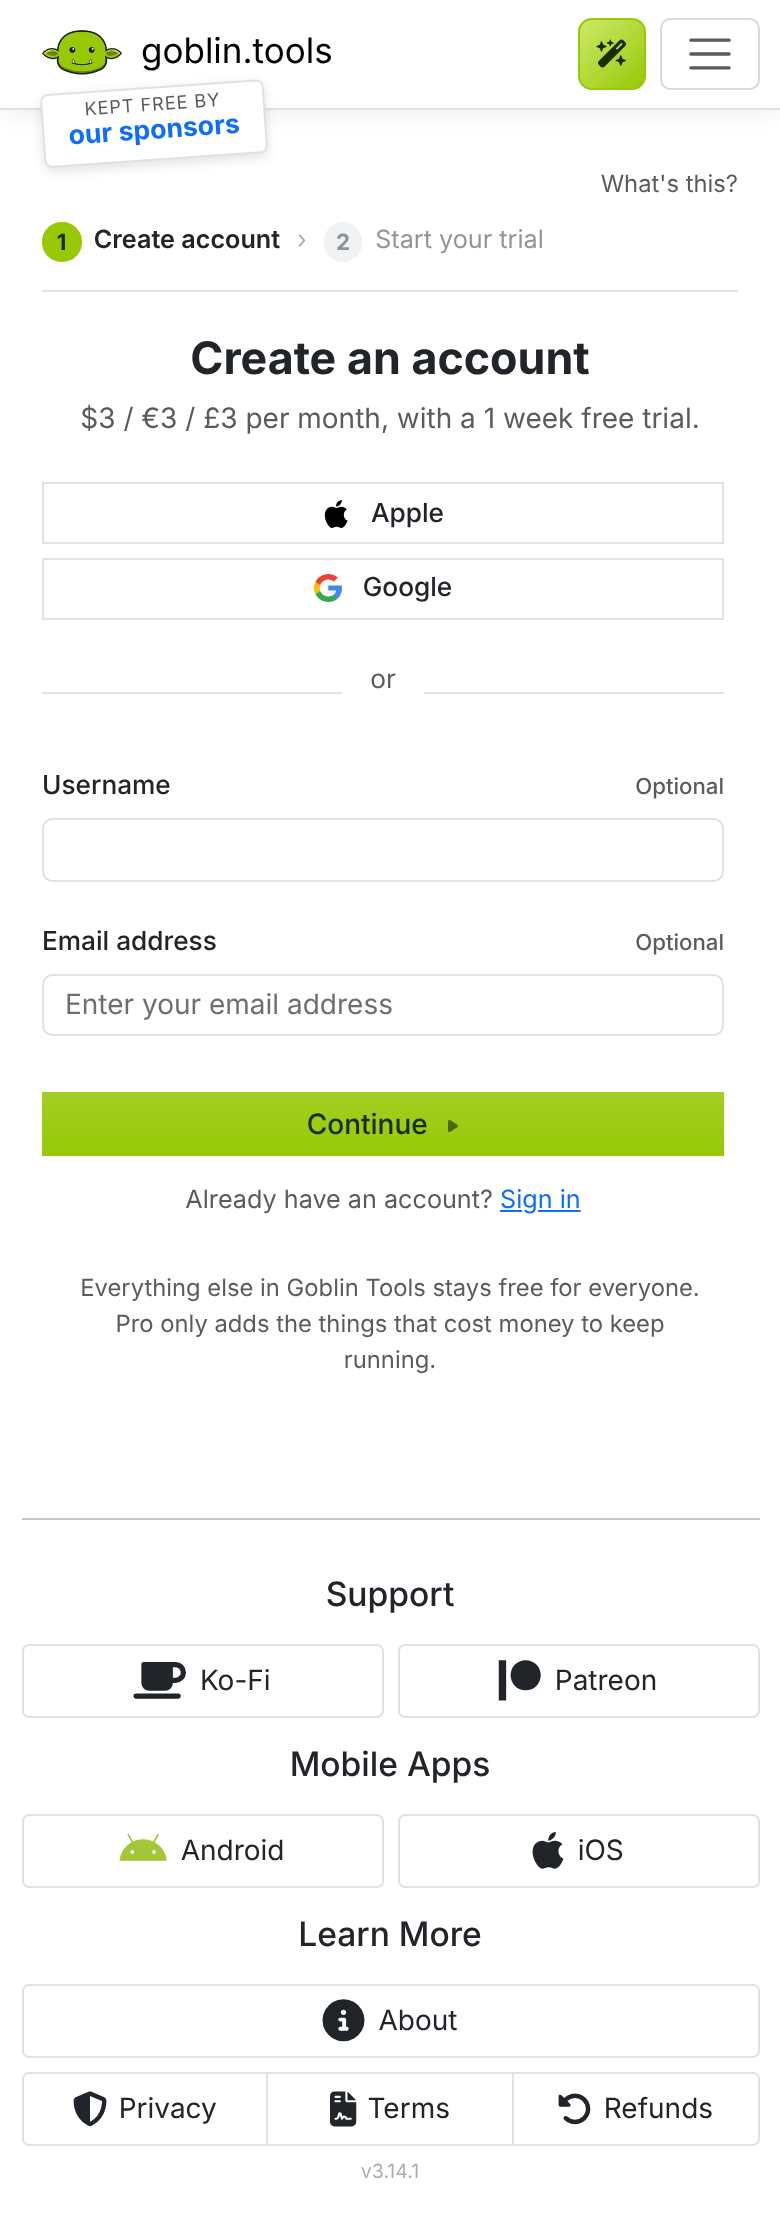 goblin.tools
KEPT FREE BY
our sponsors
What's this?
1 Create account › 2 Start your trial
Create an account
$3 / €3 / £3 per month, with a 1 week free trial.
Apple
Google
or
Username Optional
Email address Optional
Enter your email address
Continue
Already have an account? Sign in
Everything else in Goblin Tools stays free for everyone.
Pro only adds the things that cost money to keep
running.
Support
Ko-Fi Patreon
Mobile Apps
Android iOS
Learn More
About
Privacy Terms Refunds
v3.14.1